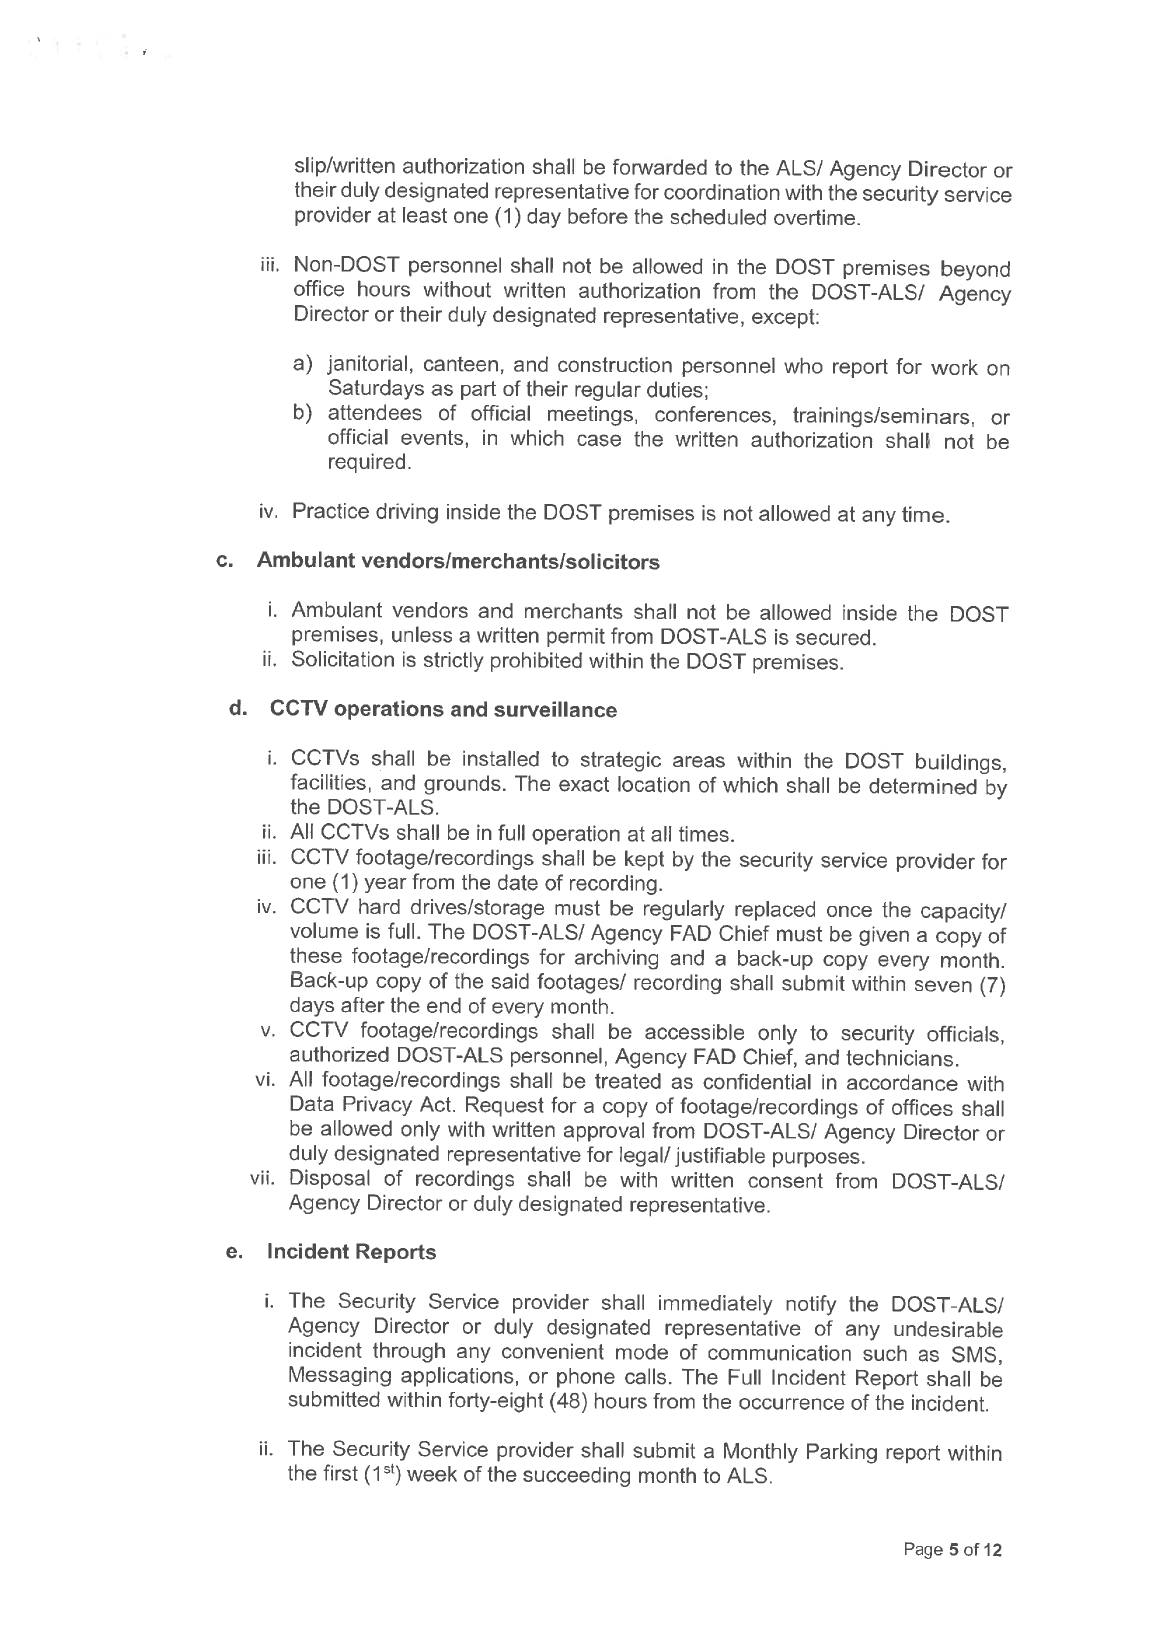 slip/written authorization shall be forwarded to the ALS/ Agency Director or
their duly designated representative for coordination with the security service
provider at least one (1) day before the scheduled overtime.
iii. Non-DOST personnel shall not be allowed in the DOST premises beyond
office hours without written authorization from the DOST-ALS/ Agency
Director or their duly designated representative, except:
a) janitorial, canteen, and construction personnel who report for work on
Saturdays as part of their regular duties;
b) attendees of official meetings, conferences, trainings/seminars, or
official events, in which case the written authorization shall not be
required.
iv. Practice driving inside the DOST premises is not allowed at any time.
c. Ambulant vendors/merchants/solicitors
i. Ambulant vendors and merchants shall not be allowed inside the DOST
premises, unless a written permit from DOST-ALS is secured.
ii. Solicitation is strictly prohibited within the DOST premises.
d. CCTV operations and surveillance
i. CCTVs shall be installed to strategic areas within the DOST buildings,
facilities, and grounds. The exact location of which shall be determined by
the DOST-ALS.
ii. All CCTVs shall be in full operation at all times.
iii. CCTV footage/recordings shall be kept by the security service provider for
one (1) year from the date of recording.
iv. CCTV hard drives/storage must be regularly replaced once the capacity/
volume is full. The DOST-ALS/ Agency FAD Chief must be given a copy of
these footage/recordings for archiving and a back-up copy every month.
Back-up copy of the said footages/ recording shall submit within seven (7)
days after the end of every month.
v. CCTV footage/recordings shall be accessible only to security officials,
authorized DOST-ALS personnel, Agency FAD Chief, and technicians.
vi. All footage/recordings shall be treated as confidential in accordance with
Data Privacy Act. Request for a copy of footage/recordings of offices shall
be allowed only with written approval from DOST-ALS/ Agency Director or
duly designated representative for legal/ justifiable purposes.
vii. Disposal of recordings shall be with written consent from DOST-ALS/
Agency Director or duly designated representative.
e. Incident Reports
i. The Security Service provider shall immediately notify the DOST-ALS/
Agency Director or duly designated representative of any undesirable
incident through any convenient mode of communication such as SMS,
Messaging applications, or phone calls. The Full Incident Report shall be
submitted within forty-eight (48) hours from the occurrence of the incident.
ii. The Security Service provider shall submit a Monthly Parking report within
the first (1st) week of the succeeding month to ALS.
Page 5 of 12